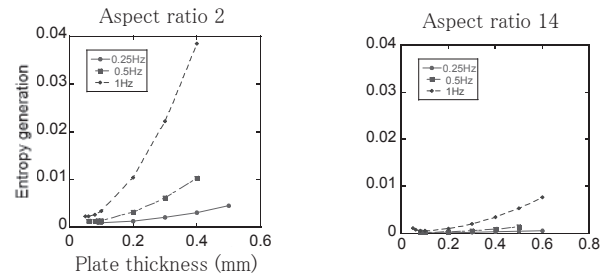 Aspect ratio 2
0.04
0.03
0.02
0.01
0
0 0.2 0.4 0.6
0.25Hz
0.5Hz
1Hz
Entropy generation
Plate thickness (mm)
Aspect ratio 14
0.04
0.03
0.02
0.01
0
0 0.2 0.4 0.6 0.8
0.25Hz
0.5Hz
1Hz